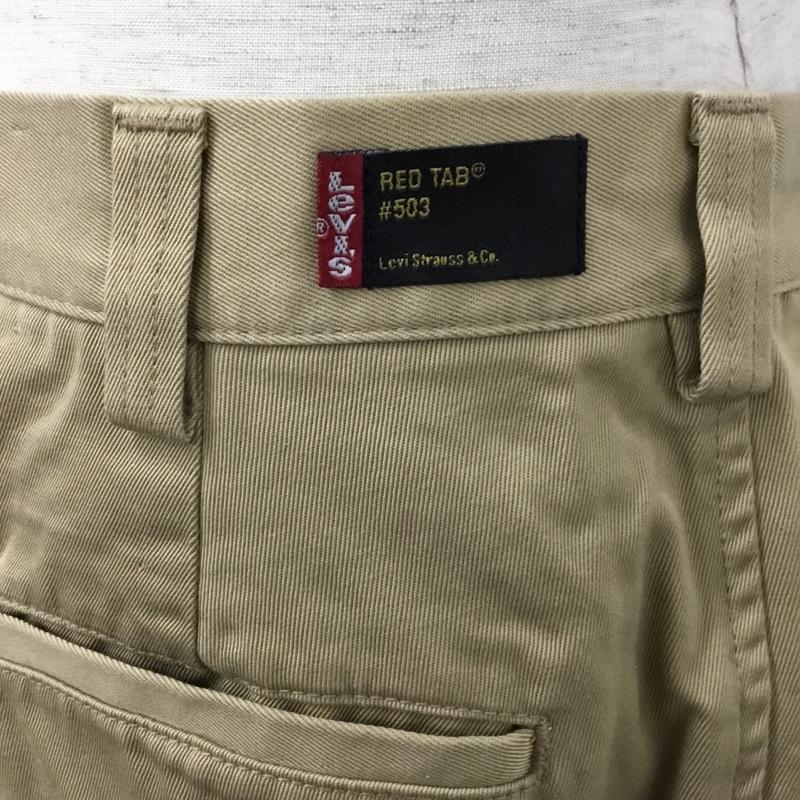 Levi's®
RED TAB®
#503
Levi Strauss & Co.